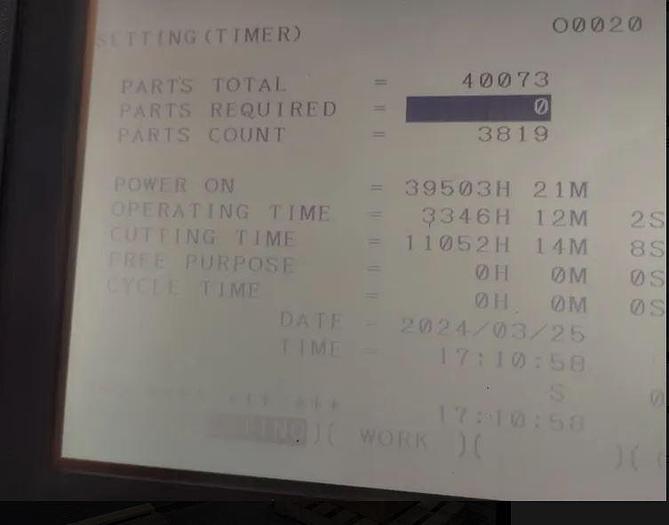 SETTING(TIMER) O0020
PARTS TOTAL = 40073
PARTS REQUIRED = 0
PARTS COUNT = 3819
POWER ON = 39503H 21M
OPERATING TIME = 3346H 12M 2S
CUTTING TIME = 11052H 14M 8S
FREE PURPOSE = 0H 0M 0S
CYCLE TIME = 0H 0M 0S
DATE = 2024/03/25
TIME = 17:10:58
S 0
**** *** *** 17:10:58
)( WORK )( )(